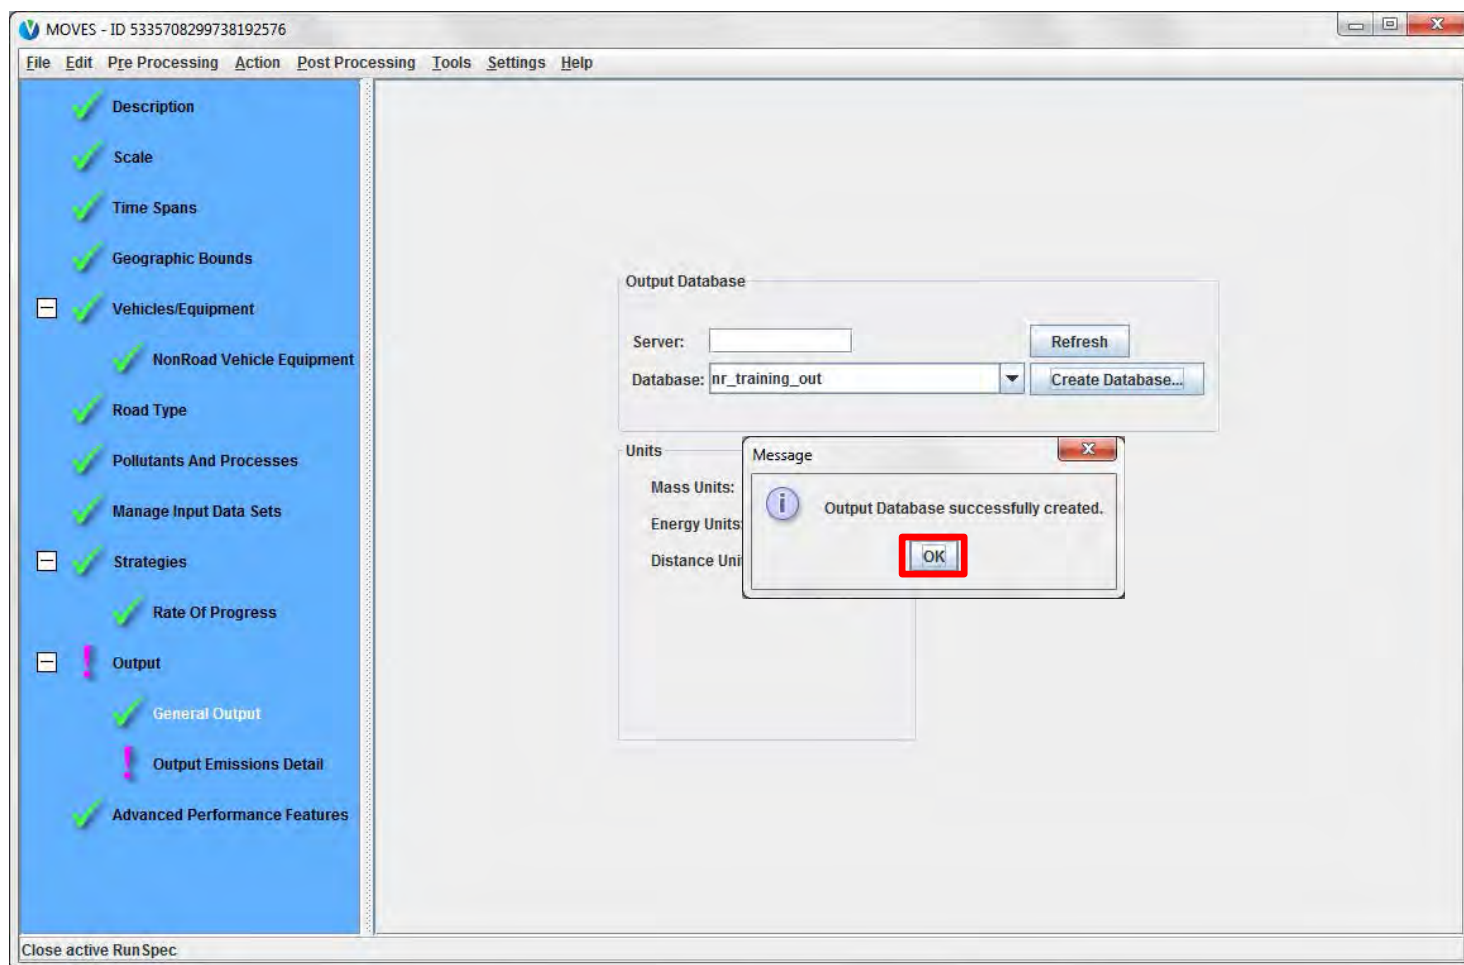 MOVES - ID 5335708299738192576
File Edit Pre Processing Action Post Processing Tools Settings Help
Description
Scale
Time Spans
Geographic Bounds
Vehicles/Equipment
NonRoad Vehicle Equipment
Road Type
Pollutants And Processes
Manage Input Data Sets
Strategies
Rate Of Progress
Output
General Output
Output Emissions Detail
Advanced Performance Features
Output Database
Server:
Refresh
Database: nr_training_out
Create Database...
Units
Mass Units:
Energy Units:
Distance Uni
Message
Output Database successfully created.
OK
Close active RunSpec